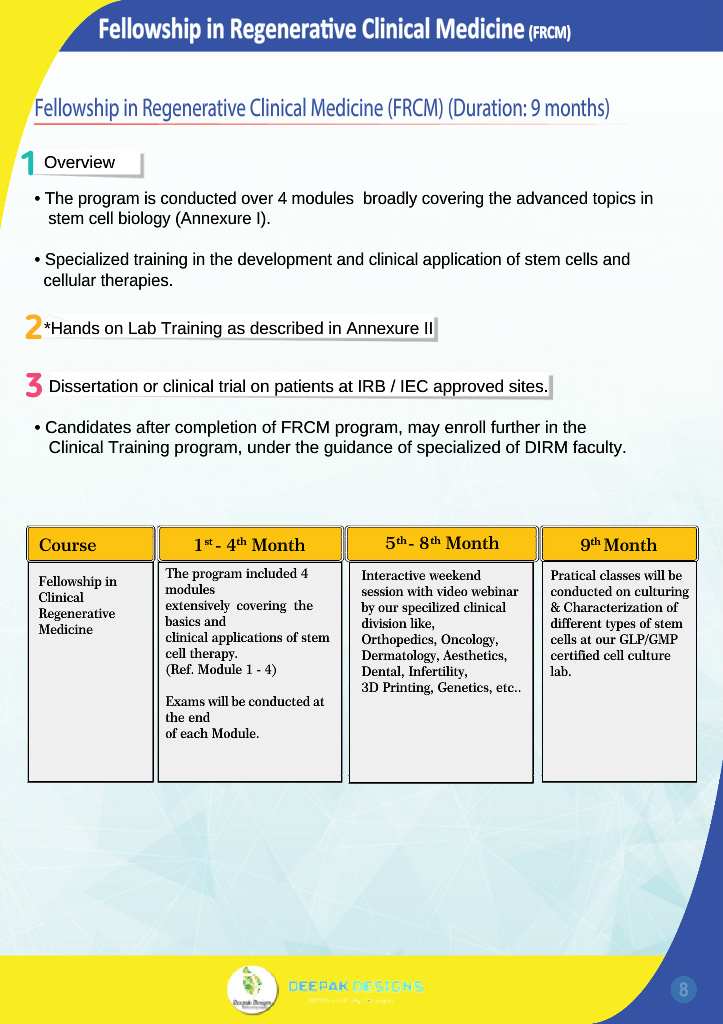 Fellowship in Regenerative Clinical Medicine (FRCM)
Fellowship in Regenerative Clinical Medicine (FRCM) (Duration: 9 months)
1 Overview
• The program is conducted over 4 modules broadly covering the advanced topics in
stem cell biology (Annexure I).
• Specialized training in the development and clinical application of stem cells and
cellular therapies.
2 *Hands on Lab Training as described in Annexure II
3 Dissertation or clinical trial on patients at IRB / IEC approved sites.
• Candidates after completion of FRCM program, may enroll further in the
Clinical Training program, under the guidance of specialized of DIRM faculty.
Course
1st - 4th Month
5th - 8th Month
9th Month
Fellowship in
Clinical
Regenerative
Medicine
The program included 4
modules
extensively covering the
basics and
clinical applications of stem
cell therapy.
(Ref. Module 1 - 4)
Exams will be conducted at
the end
of each Module.
Interactive weekend
session with video webinar
by our specilized clinical
division like,
Orthopedics, Oncology,
Dermatology, Aesthetics,
Dental, Infertility,
3D Printing, Genetics, etc..
Pratical classes will be
conducted on culturing
& Characterization of
different types of stem
cells at our GLP/GMP
certified cell culture
lab.
Deepak Designs
DEEPAK DESIGNS
8